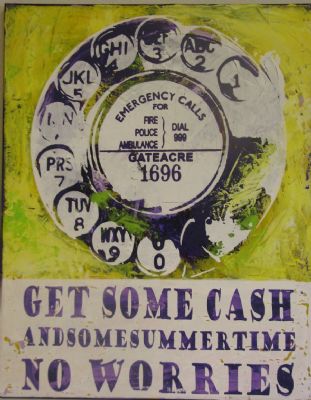 1
ABC
2
3
GHI
4
JKL
5
PRS
7
TUV
8
WXY
9
0
EMERGENCY CALLS
FOR
FIRE
POLICE DIAL
AMBULANCE 999
GATEACRE
1696
GET SOME CASH
ANDSOMESUMMERTIME
NO WORRIES